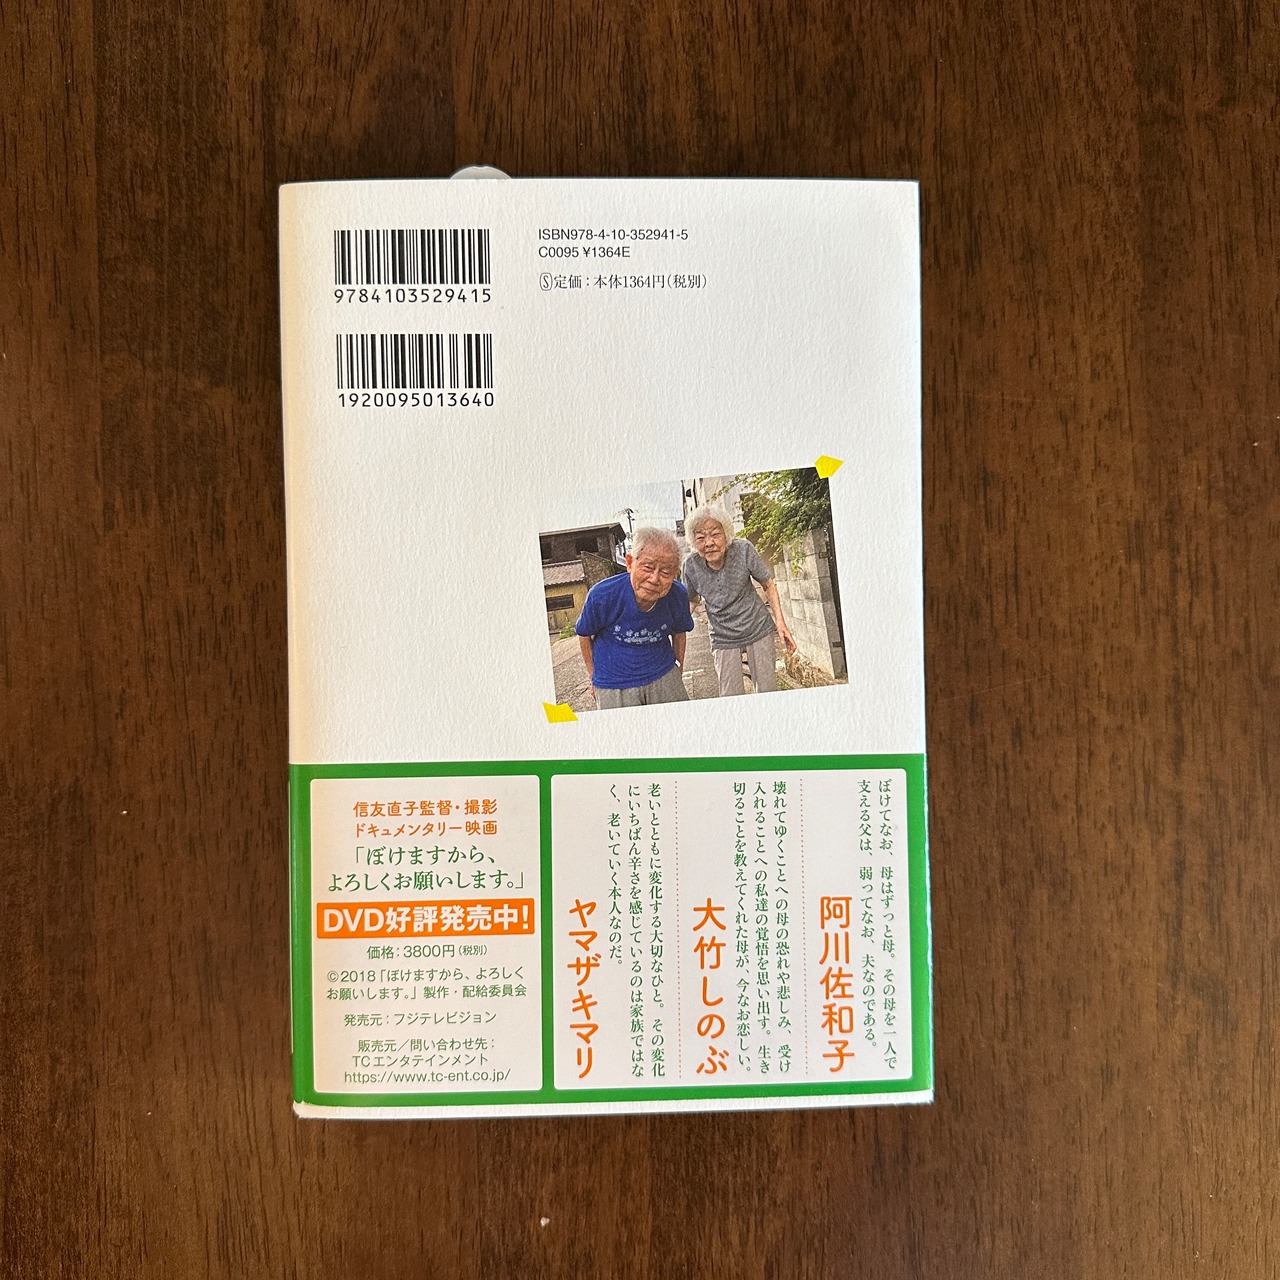 9784103529415
1920095013640
ISBN978-4-10-352941-5
C0095 ¥1364E
Ⓢ定価：本体1364円(税別)
ぼけてなお、母はずっと母。その母を一人で
支える父は、弱ってなお、夫なのである。
阿川佐和子
壊れてゆくことへの母の恐れや悲しみ、受け
入れることへの私達の覚悟を思い出す。生き
切ることを教えてくれた母が、今なお恋しい。
大竹しのぶ
老いとともに変化する大切なひと。その変化
にいちばん辛さを感じているのは家族ではな
く、老いていく本人なのだ。
ヤマザキマリ
信友直子監督・撮影
ドキュメンタリー映画
「ぼけますから、
よろしくお願いします。」
DVD好評発売中!
価格：3800円(税別)
©2018「ぼけますから、よろしく
お願いします。」製作・配給委員会
発売元：フジテレビジョン
販売元／問い合わせ先：
TCエンタテインメント
https://www.tc-ent.co.jp/